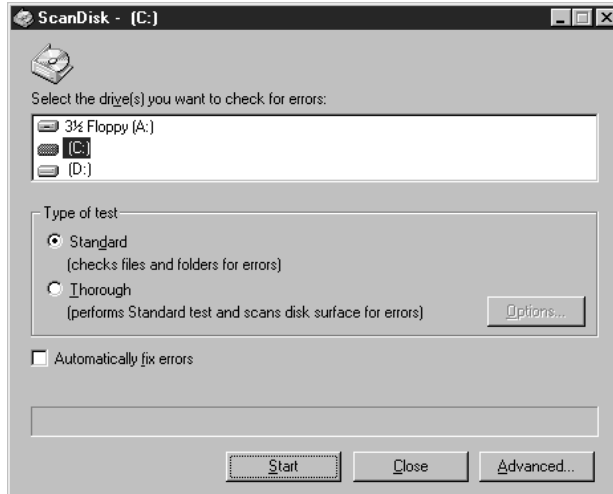 ScanDisk - (C:)
Select the drive(s) you want to check for errors:
3½ Floppy (A:)
(C:)
(D:)
Type of test
Standard
(checks files and folders for errors)
Thorough
(performs Standard test and scans disk surface for errors)
Options...
Automatically fix errors
Start Close Advanced...